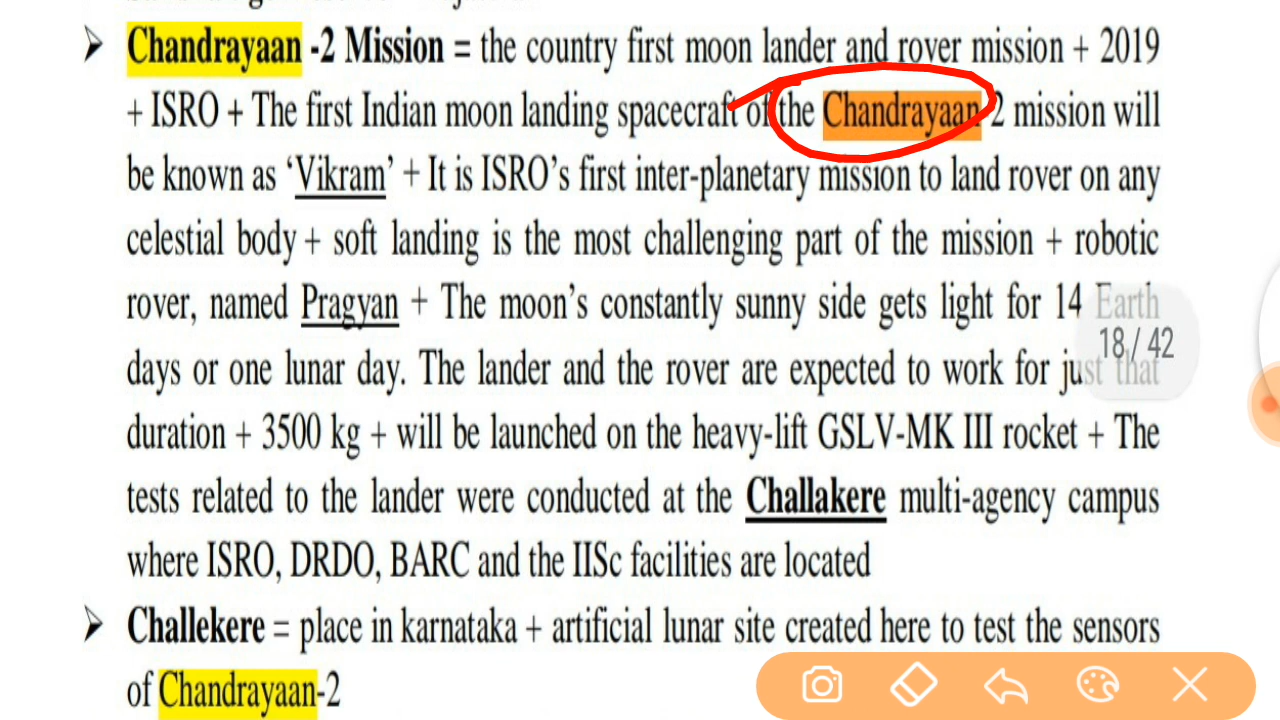 ➤ Chandrayaan -2 Mission = the country first moon lander and rover mission + 2019
+ ISRO + The first Indian moon landing spacecraft of the Chandrayaan-2 mission will
be known as ‘Vikram’ + It is ISRO’s first inter-planetary mission to land rover on any
celestial body + soft landing is the most challenging part of the mission + robotic
rover, named Pragyan + The moon’s constantly sunny side gets light for 14 Earth
18 / 42
days or one lunar day. The lander and the rover are expected to work for just that
duration + 3500 kg + will be launched on the heavy-lift GSLV-MK III rocket + The
tests related to the lander were conducted at the Challakere multi-agency campus
where ISRO, DRDO, BARC and the IISc facilities are located
➤ Challekere = place in karnataka + artificial lunar site created here to test the sensors
of Chandrayaan-2